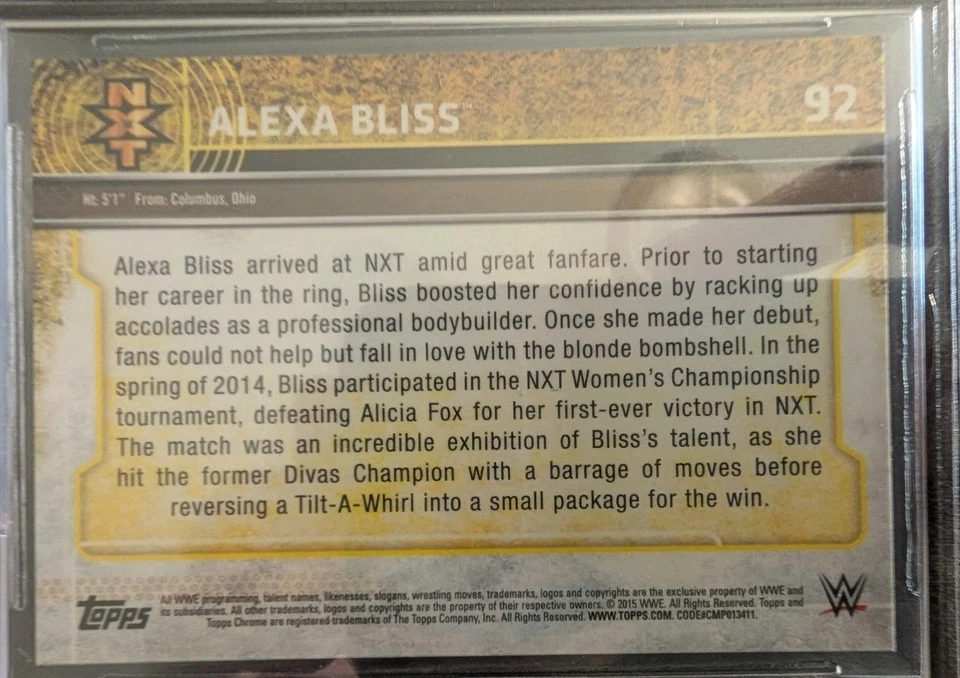 NXT
ALEXA BLISS™
92
Ht: 5'1" From: Columbus, Ohio
Alexa Bliss arrived at NXT amid great fanfare. Prior to starting
her career in the ring, Bliss boosted her confidence by racking up
accolades as a professional bodybuilder. Once she made her debut,
fans could not help but fall in love with the blonde bombshell. In the
spring of 2014, Bliss participated in the NXT Women's Championship
tournament, defeating Alicia Fox for her first-ever victory in NXT.
The match was an incredible exhibition of Bliss's talent, as she
hit the former Divas Champion with a barrage of moves before
reversing a Tilt-A-Whirl into a small package for the win.
Topps
All WWE programming, talent names, likenesses, slogans, wrestling moves, trademarks, logos and copyrights are the exclusive property of WWE and
its subsidiaries. All other trademarks, logos and copyrights are the property of their respective owners. © 2015 WWE. All Rights Reserved. Topps and
Topps Chrome are registered trademarks of The Topps Company, Inc. All Rights Reserved. WWW.TOPPS.COM. CODE#CMP013411.
W